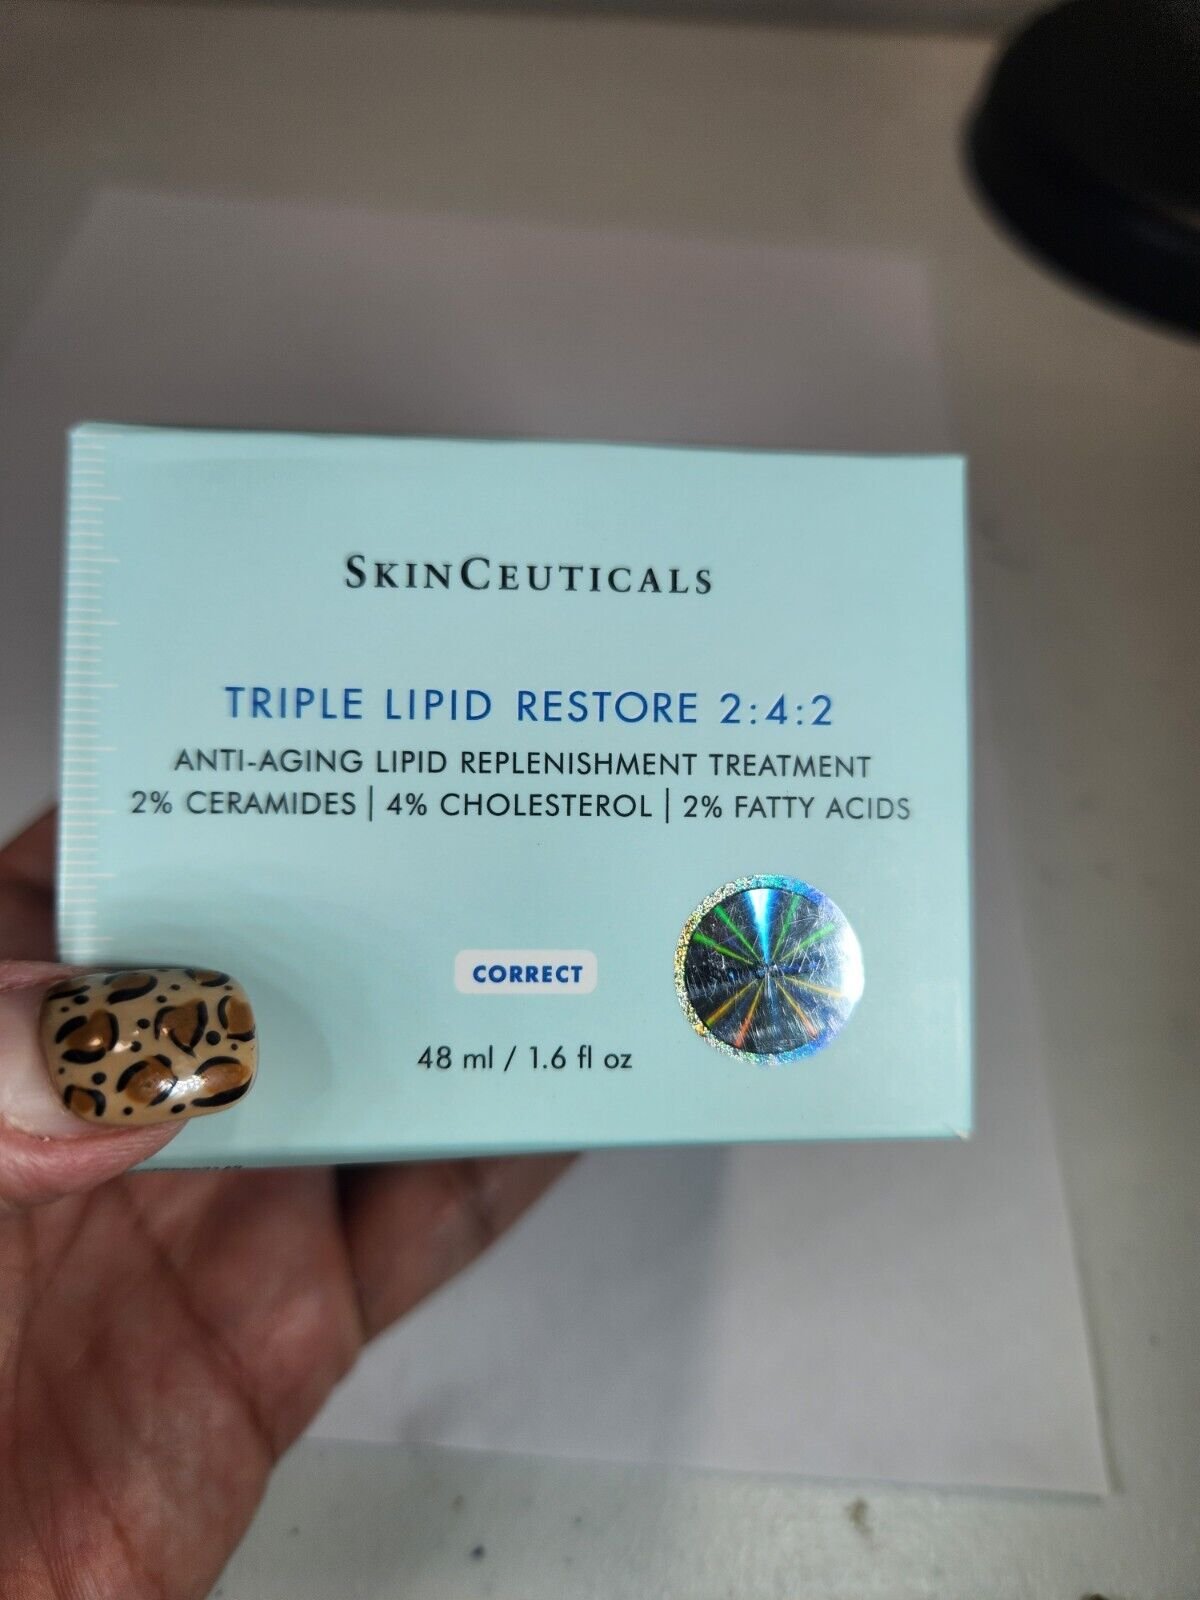 SKINCEUTICALS
TRIPLE LIPID RESTORE 2:4:2
ANTI-AGING LIPID REPLENISHMENT TREATMENT
2% CERAMIDES | 4% CHOLESTEROL | 2% FATTY ACIDS
CORRECT
48 ml / 1.6 fl oz